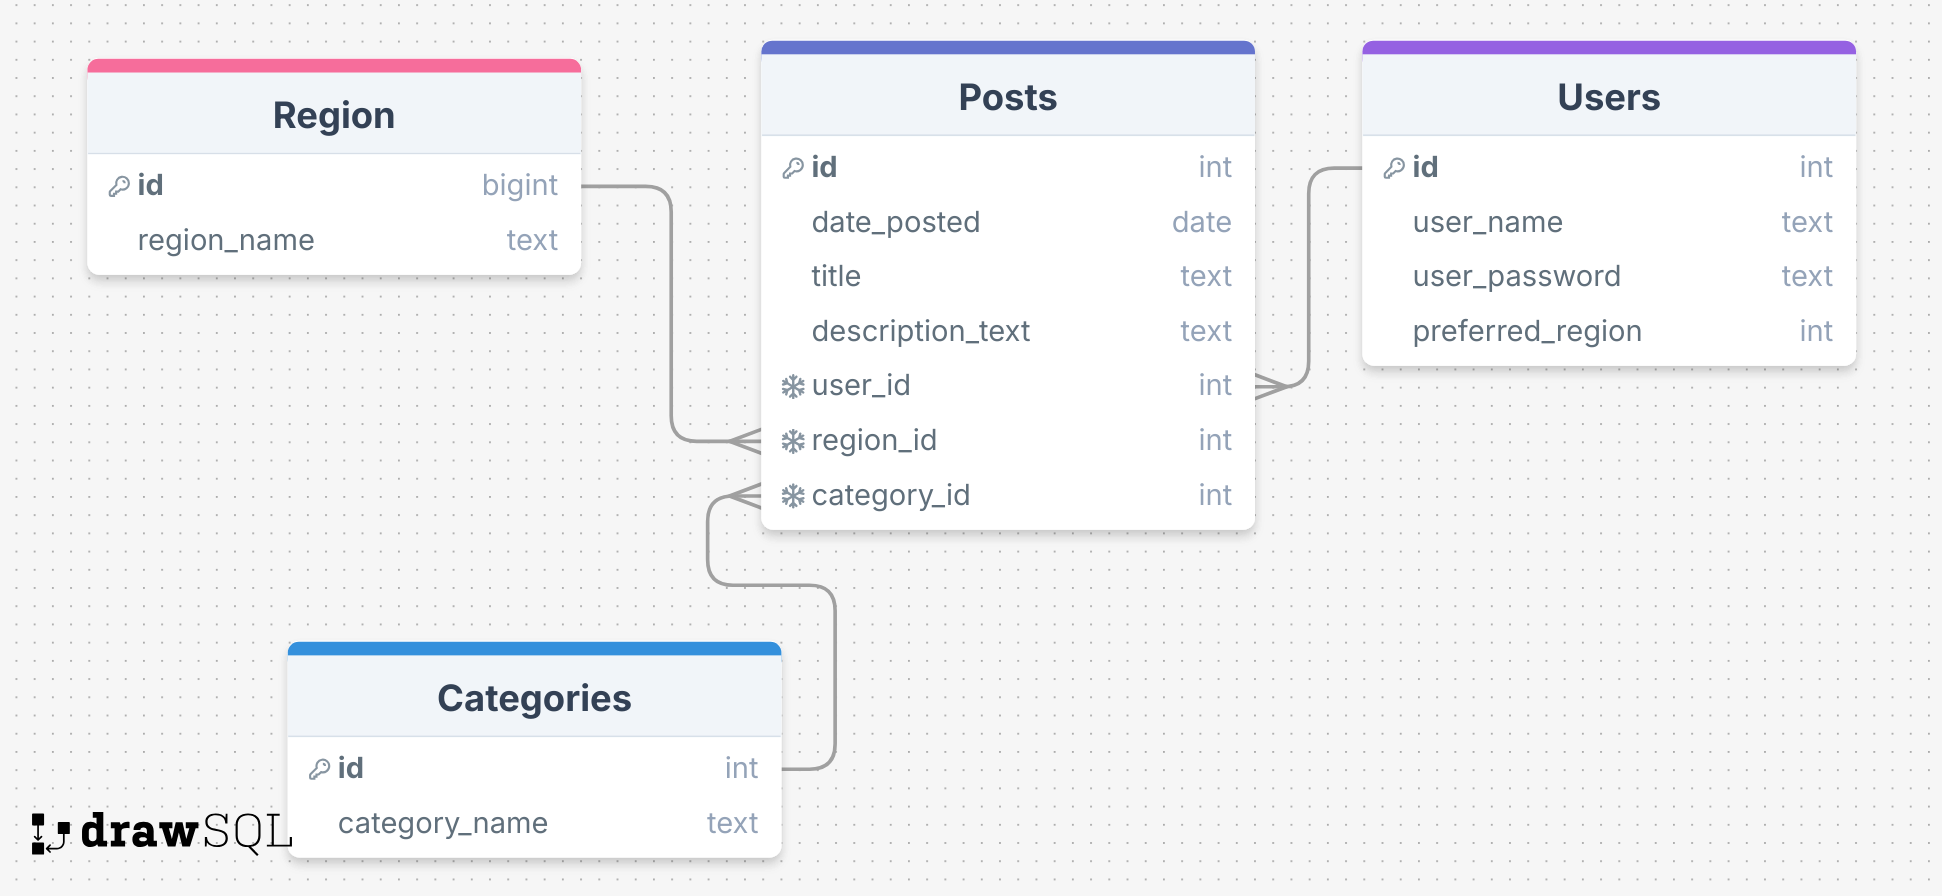 Region
id bigint
region_name text
Posts
id int
date_posted date
title text
description_text text
user_id int
region_id int
category_id int
Users
id int
user_name text
user_password text
preferred_region int
Categories
id int
category_name text
drawSQL